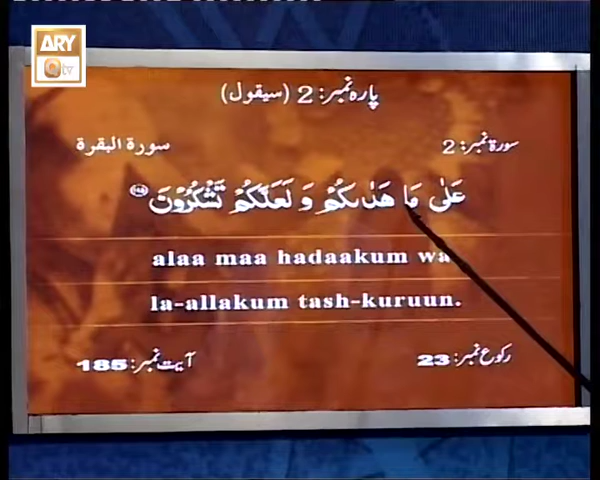 ARY
Qtv
پارہ نمبر: 2 (سیقول)
سورۃ نمبر: 2 سورۃ البقرۃ
عَلٰی مَا هَدٰىكُمْ وَ لَعَلَّكُمْ تَشْكُرُوْنَ ﴿۱۸۵﴾
alaa maa hadaakum wa
la-allakum tash-kuruun.
رکوع نمبر: 23 آیت نمبر: 185